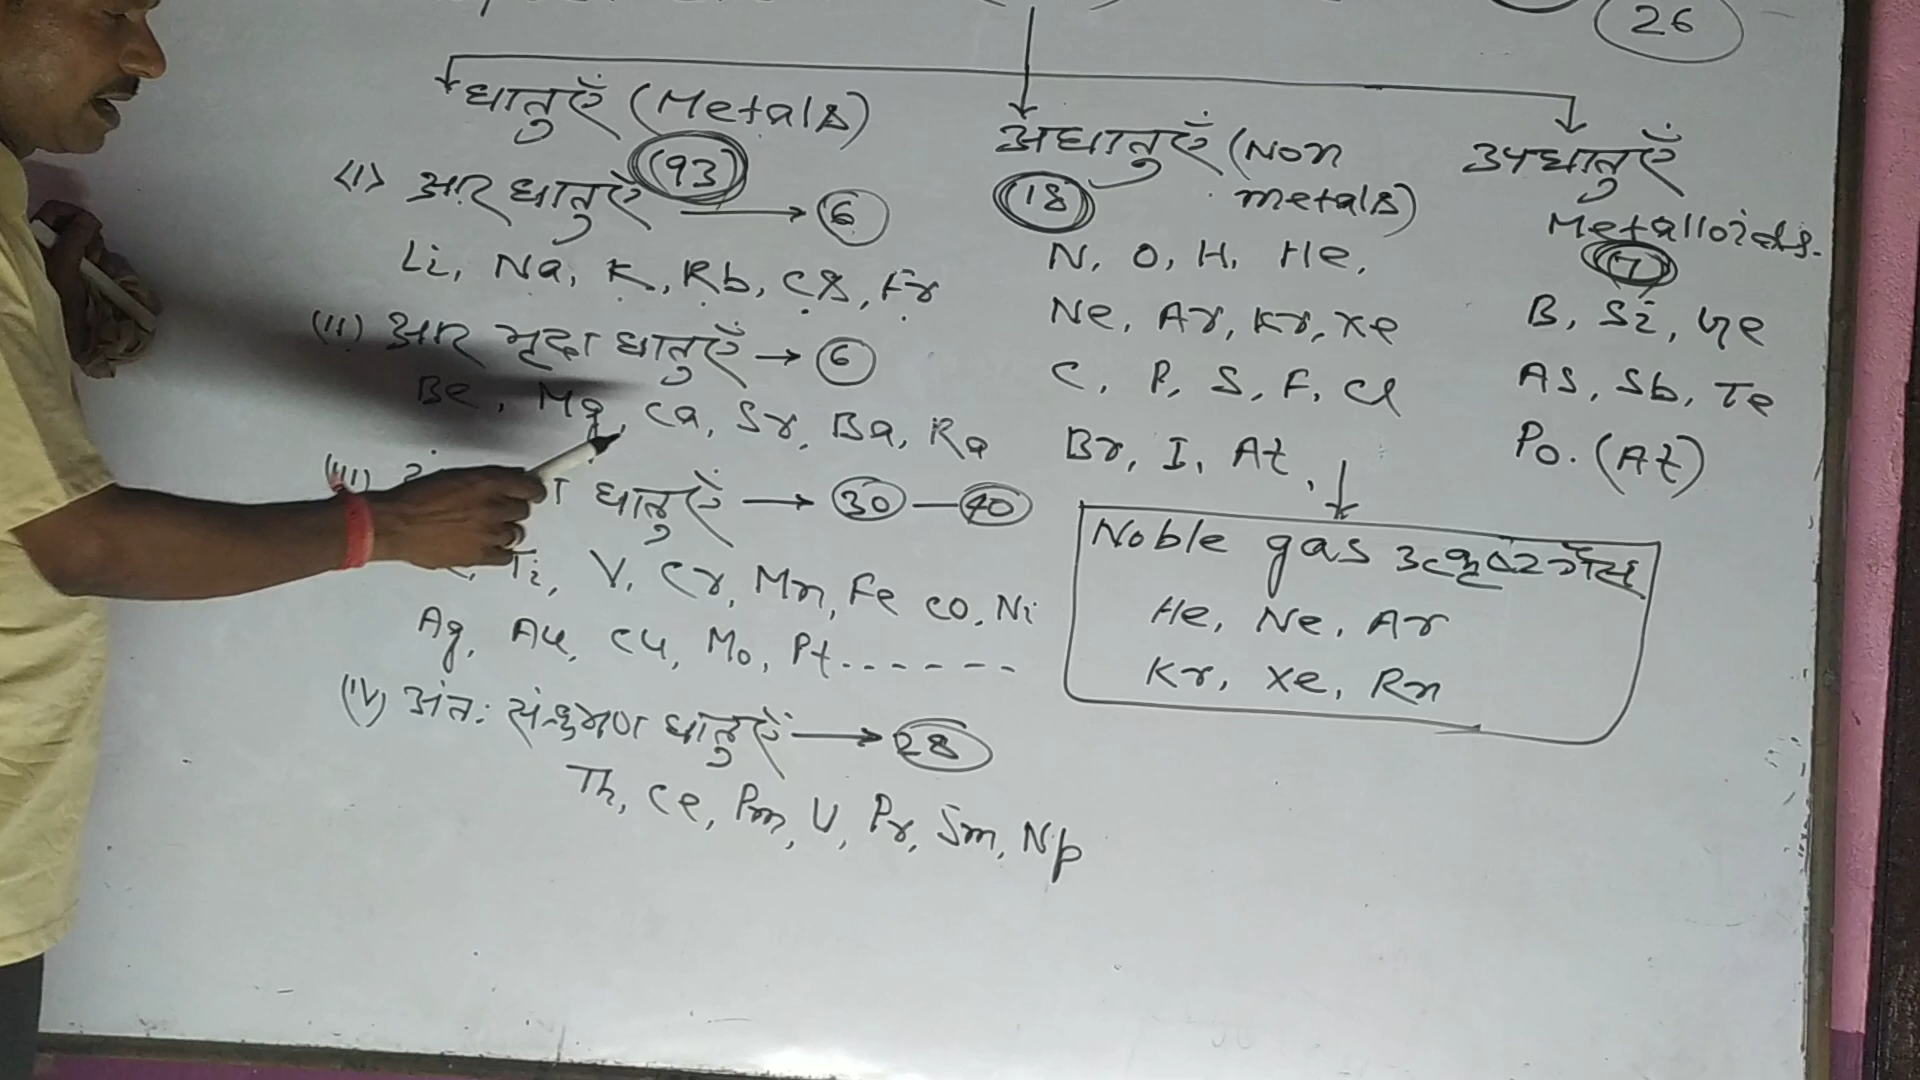 26
धातुएँ (Metals)
(93)
(I) क्षार धातुएँ → 6
Li, Na, K, Rb, Cs, Fr
(II) क्षार मृदा धातुएँ → 6
Be, Mg, Ca, Sr, Ba, Ra
(III) धातुएँ → 30 – 40
Ti, V, Cr, Mn, Fe Co, Ni
Ag, Au, Cu, Mo, Pt------
(IV) अंत: संक्रमण धातुएँ → 28
Th, Ce, Pm, U, Pr, Sm, Np
अधातुएँ (Non
18 metals)
N, O, H, He,
Ne, Ar, Kr, Xe
C, P, S, F, Cl
Br, I, At,
Noble gas उत्कृष्ट गैस
He, Ne, Ar
Kr, Xe, Rn
उपधातुएँ
Metalloids.
7
B, Si, Ge
As, Sb, Te
Po. (At)